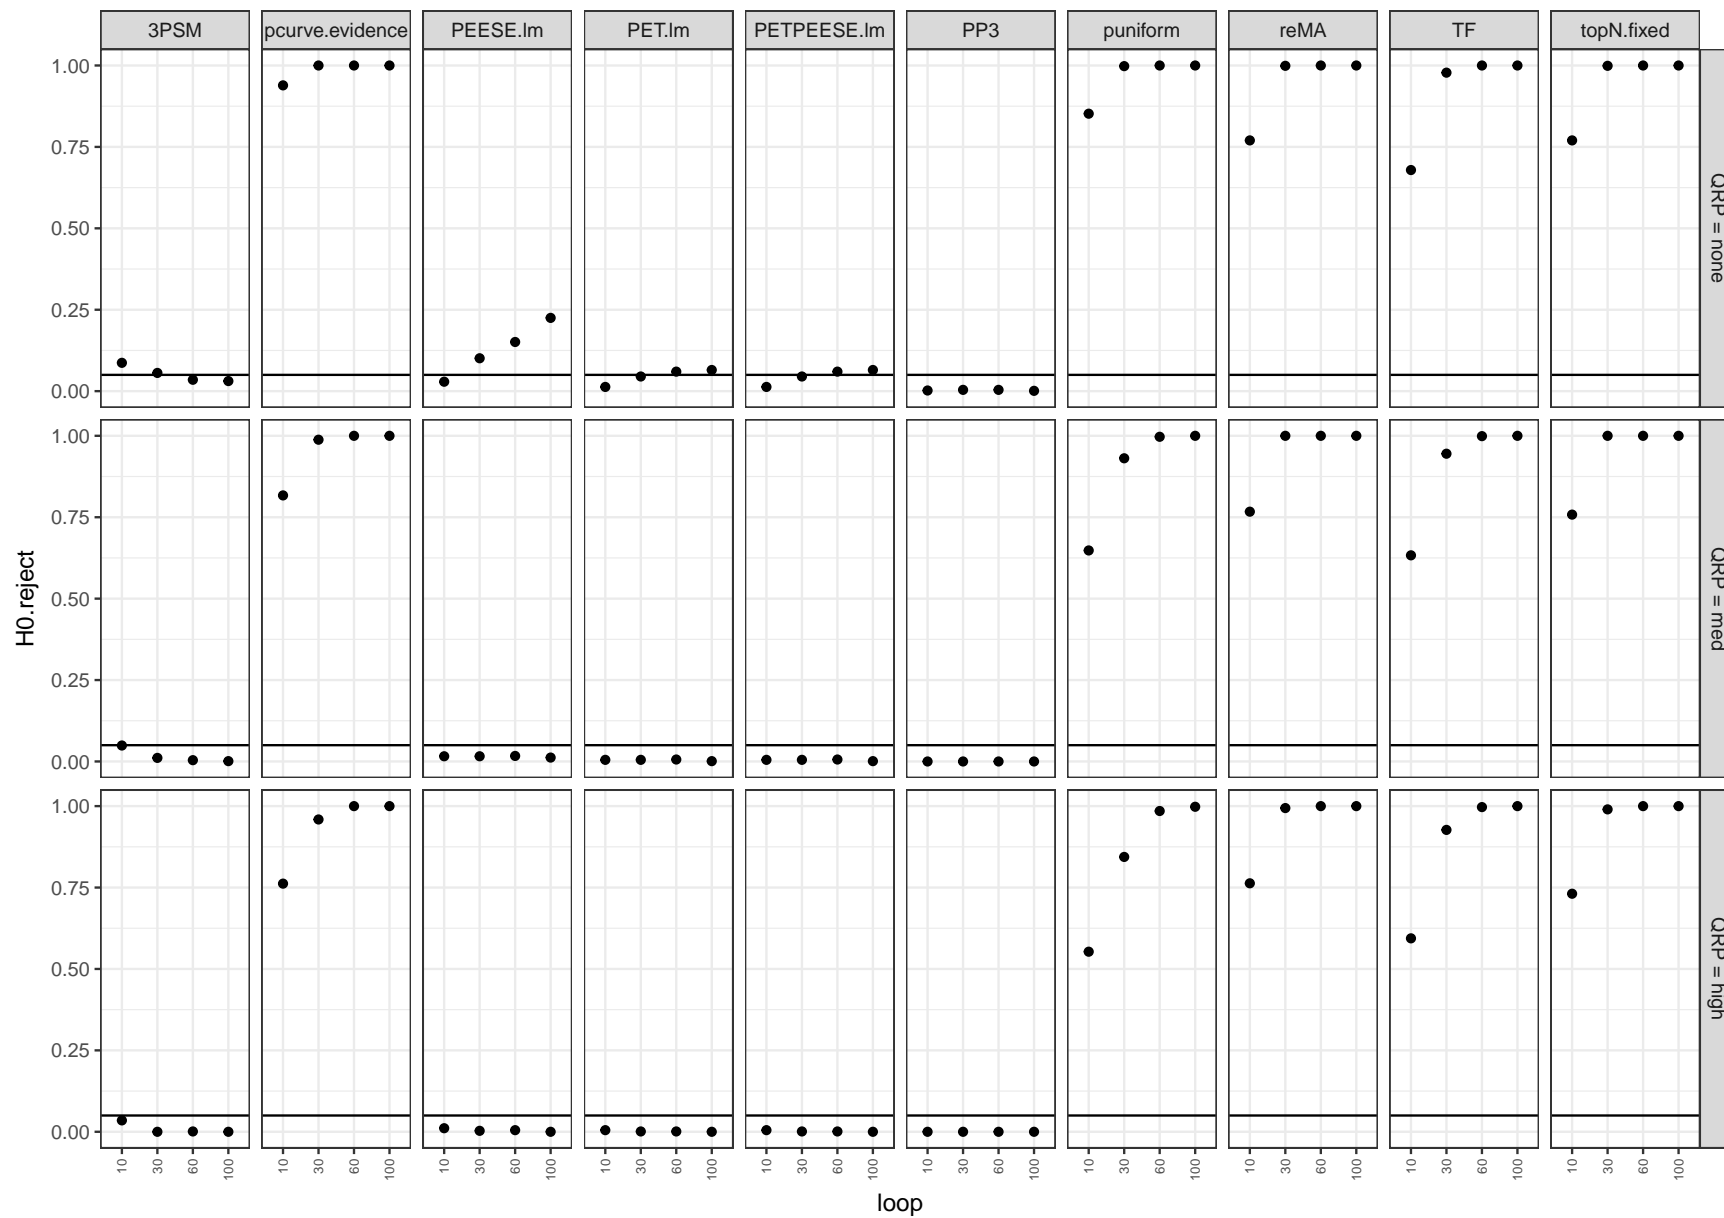 3PSM pcurve.evidence PEESE.lm PET.lm PETPEESE.lm PP3 puniform reMA TF topN.fixed
1.00
0.75
0.50
0.25
0.00
QRP = none
1.00
0.75
0.50
0.25
0.00
QRP = med
1.00
0.75
0.50
0.25
0.00
QRP = high
H0.reject
10 30 60 100 10 30 60 100 10 30 60 100 10 30 60 100 10 30 60 100 10 30 60 100 10 30 60 100 10 30 60 100 10 30 60 100 10 30 60 100
loop